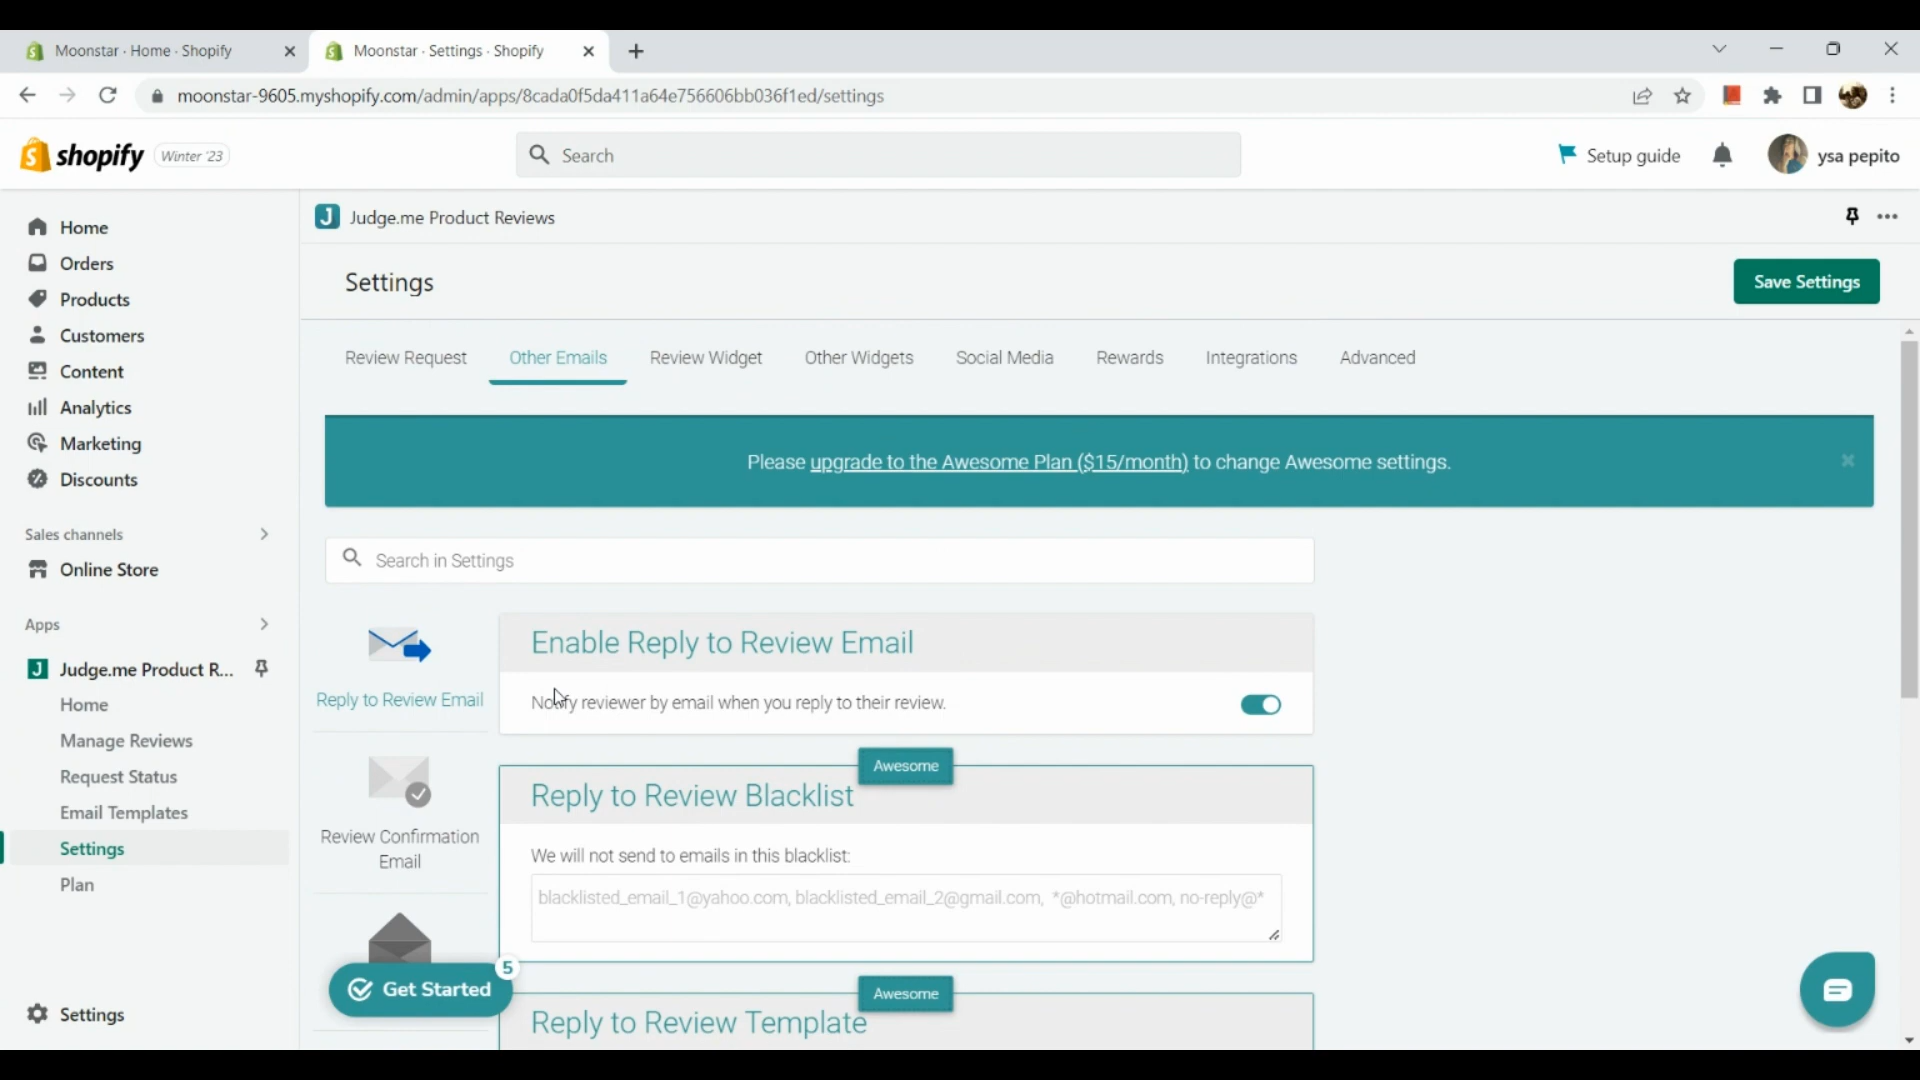 Moonstar · Home · Shopify
Moonstar · Settings · Shopify
moonstar-9605.myshopify.com/admin/apps/8cada0f5da411a64e756606bb036f1ed/settings
shopify
Winter '23
Search
Setup guide
ysa pepito
Home
Orders
Products
Customers
Content
Analytics
Marketing
Discounts
Sales channels
Online Store
Apps
J Judge.me Product R...
Home
Manage Reviews
Request Status
Email Templates
Settings
Plan
Settings
J Judge.me Product Reviews
Settings
Save Settings
Review Request
Other Emails
Review Widget
Other Widgets
Social Media
Rewards
Integrations
Advanced
Please upgrade to the Awesome Plan ($15/month) to change Awesome settings.
Search in Settings
Reply to Review Email
Review Confirmation
Email
Get Started
5
Enable Reply to Review Email
Notify reviewer by email when you reply to their review.
Awesome
Reply to Review Blacklist
We will not send to emails in this blacklist:
blacklisted_email_1@yahoo.com, blacklisted_email_2@gmail.com, *@hotmail.com, no-reply@*
Awesome
Reply to Review Template